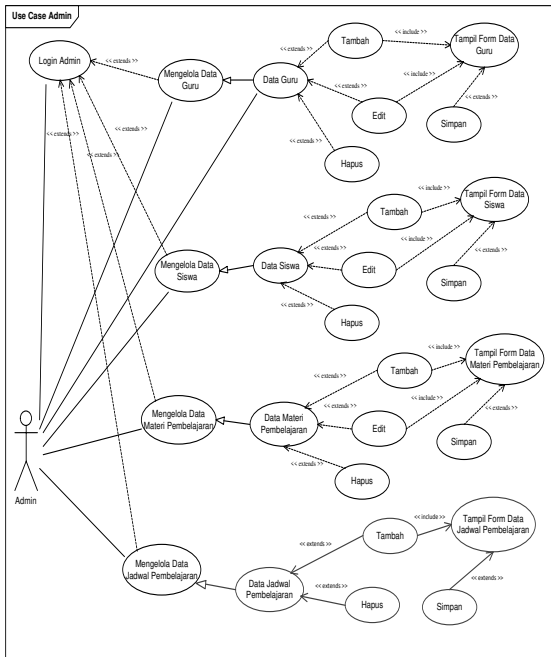 Use Case Admin
Login Admin
<< extends >>
Mengelola Data
Guru
Data Guru
<< extends >>
Tambah
<< include >>
Tampil Form Data
Guru
<< extends >>
Edit
<< include >>
<< extends >>
Simpan
<< extends >>
Hapus
<< extends >>
<< extends >>
<< extends >>
Mengelola Data
Siswa
Data Siswa
<< extends >>
Tambah
<< include >>
Tampil Form Data
Siswa
<< extends >>
Edit
<< include >>
<< extends >>
Simpan
<< extends >>
Hapus
Mengelola Data
Materi Pembelajaran
Data Materi
Pembelajaran
<< extends >>
Tambah
<< include >>
Tampil Form Data
Materi Pembelajaran
<< extends >>
Edit
<< include >>
<< extends >>
Simpan
<< extends >>
Hapus
Admin
Mengelola Data
Jadwal Pembelajaran
Data Jadwal
Pembelajaran
<< extends >>
Tambah
<< include >>
Tampil Form Data
Jadwal Pembelajaran
<< extends >>
Hapus
<< extends >>
Simpan